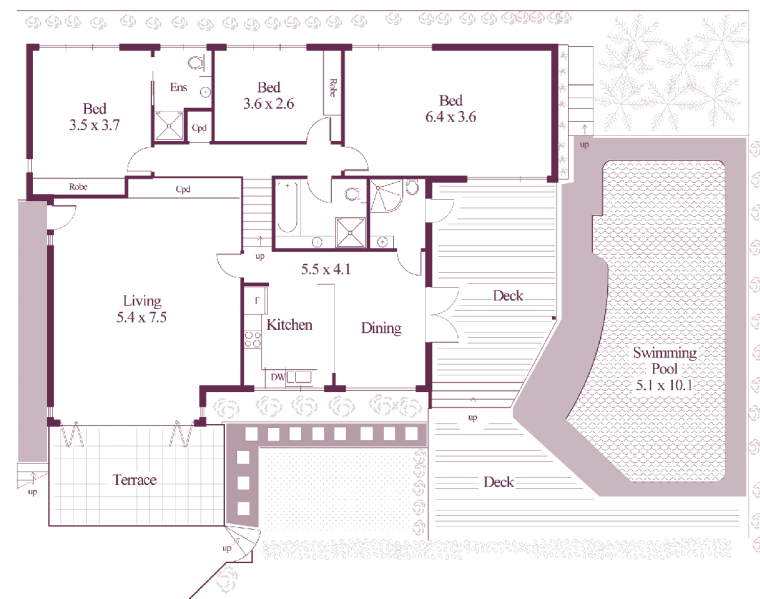 Ens
Bed
3.6 x 2.6
Robe
Bed
3.5 x 3.7
Bed
6.4 x 3.6
Cpd
up
Robe
Cpd
up
5.5 x 4.1
Living
5.4 x 7.5
F
Kitchen
Dining
Deck
Swimming
Pool
5.1 x 10.1
DW
up
Terrace
Deck
up
up